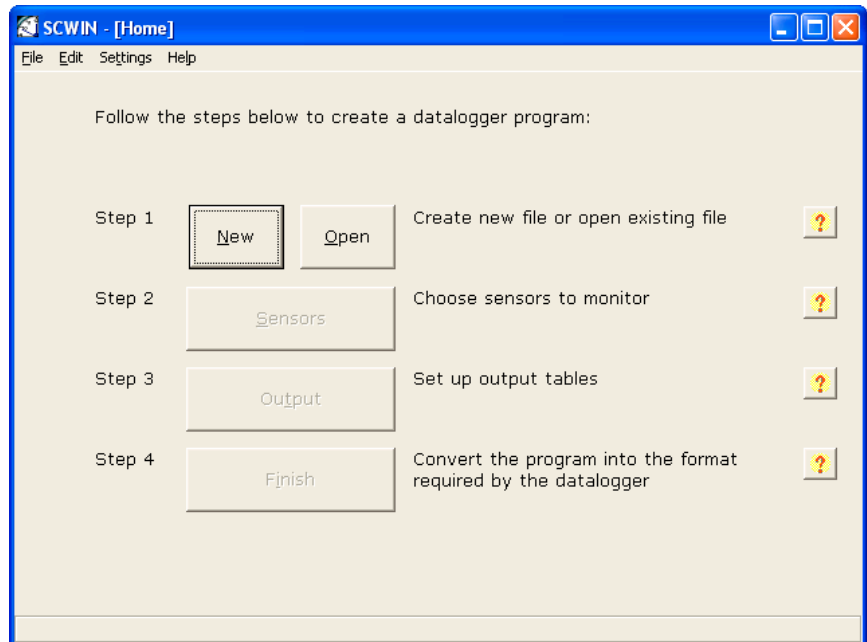 SCWIN - [Home]
File Edit Settings Help
Follow the steps below to create a datalogger program:
Step 1 New Open Create new file or open existing file ?
Step 2 Sensors Choose sensors to monitor ?
Step 3 Output Set up output tables ?
Step 4 Finish Convert the program into the format ?
required by the datalogger